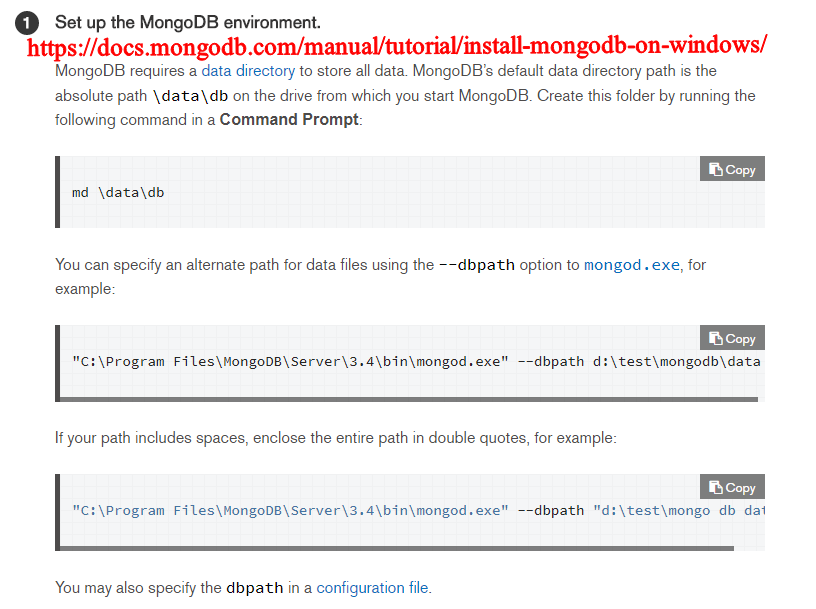 1 Set up the MongoDB environment.
https://docs.mongodb.com/manual/tutorial/install-mongodb-on-windows/
MongoDB requires a data directory to store all data. MongoDB's default data directory path is the
absolute path \data\db on the drive from which you start MongoDB. Create this folder by running the
following command in a Command Prompt:
Copy
md \data\db
You can specify an alternate path for data files using the --dbpath option to mongod.exe, for
example:
Copy
"C:\Program Files\MongoDB\Server\3.4\bin\mongod.exe" --dbpath d:\test\mongodb\data
If your path includes spaces, enclose the entire path in double quotes, for example:
Copy
"C:\Program Files\MongoDB\Server\3.4\bin\mongod.exe" --dbpath "d:\test\mongo db dat
You may also specify the dbpath in a configuration file.